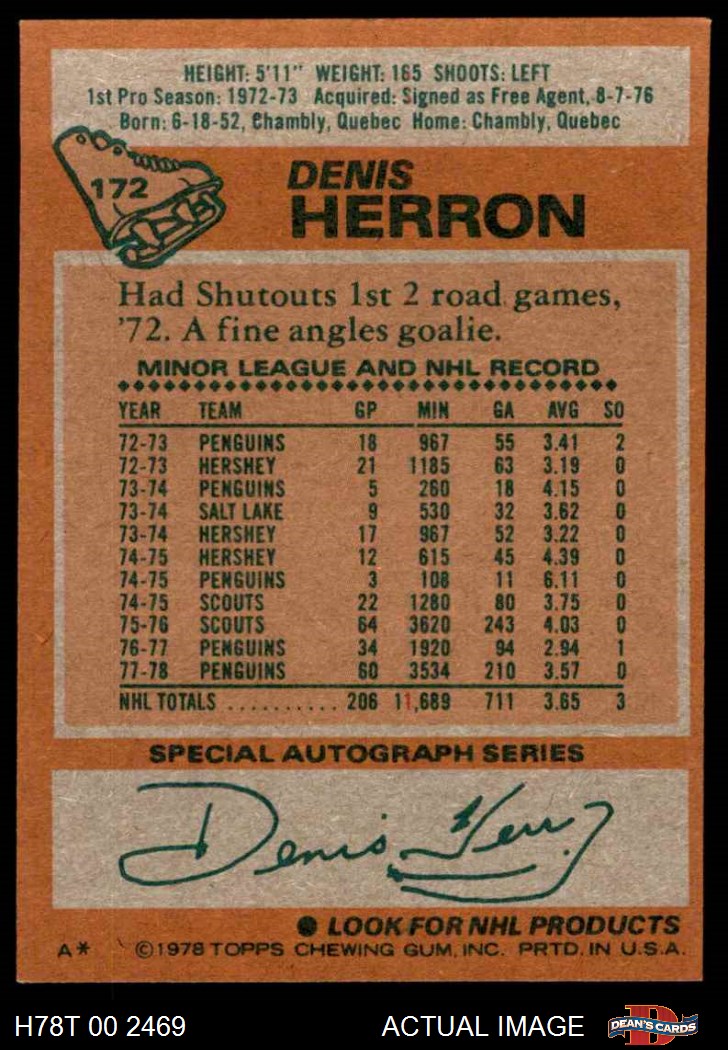 HEIGHT: 5'11" WEIGHT: 165 SHOOTS: LEFT
1st Pro Season: 1972-73 Acquired: Signed as Free Agent, 8-7-76
Born: 6-18-52, Chambly, Quebec Home: Chambly, Quebec
172
DENIS
HERRON
Had Shutouts 1st 2 road games,
'72. A fine angles goalie.
MINOR LEAGUE AND NHL RECORD
YEAR TEAM GP MIN GA AVG SO
72-73 PENGUINS 18 967 55 3.41 2
72-73 HERSHEY 21 1185 63 3.19 0
73-74 PENGUINS 5 260 18 4.15 0
73-74 SALT LAKE 9 530 32 3.62 0
73-74 HERSHEY 17 967 52 3.22 0
74-75 HERSHEY 12 615 45 4.39 0
74-75 PENGUINS 3 108 11 6.11 0
74-75 SCOUTS 22 1280 80 3.75 0
75-76 SCOUTS 64 3620 243 4.03 0
76-77 PENGUINS 34 1920 94 2.94 1
77-78 PENGUINS 60 3534 210 3.57 0
NHL TOTALS .......... 206 11,689 711 3.65 3
SPECIAL AUTOGRAPH SERIES
Denis Herron
LOOK FOR NHL PRODUCTS
A* ©1978 TOPPS CHEWING GUM, INC. PRTD. IN U.S.A.
H78T 00 2469 ACTUAL IMAGE DEAN'S CARDS